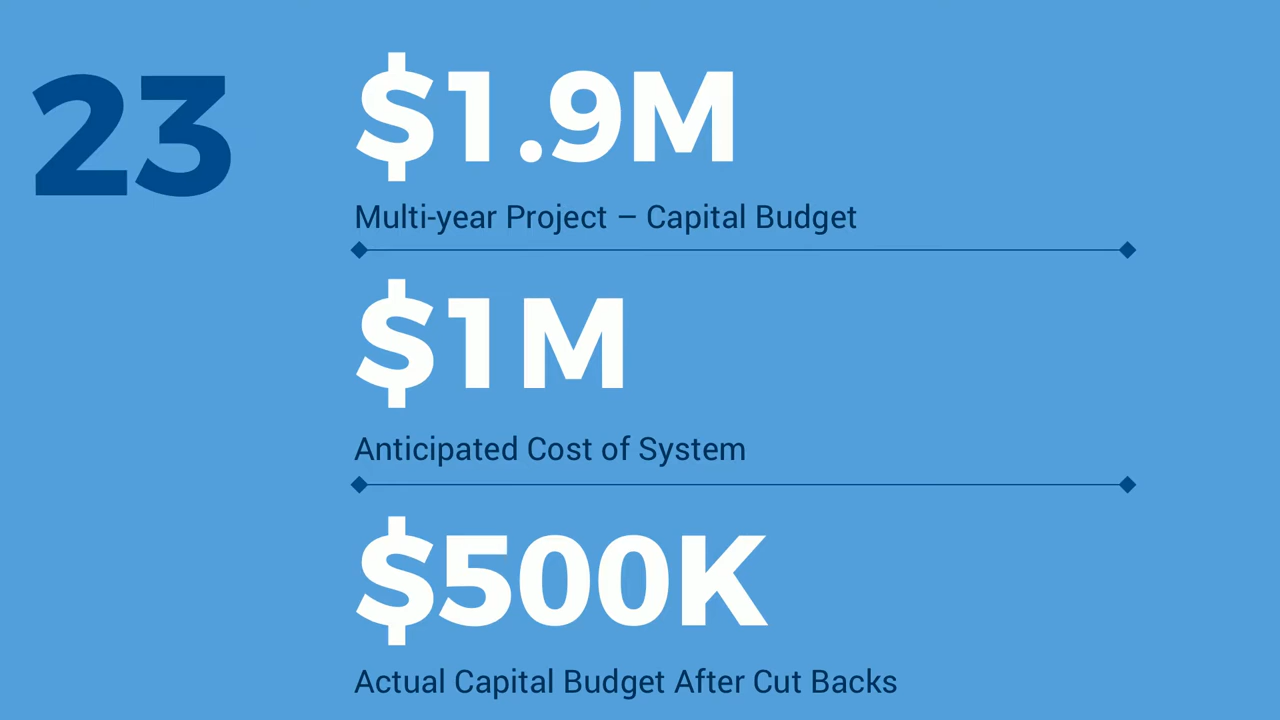 23
$1.9M
Multi-year Project – Capital Budget
$1M
Anticipated Cost of System
$500K
Actual Capital Budget After Cut Backs